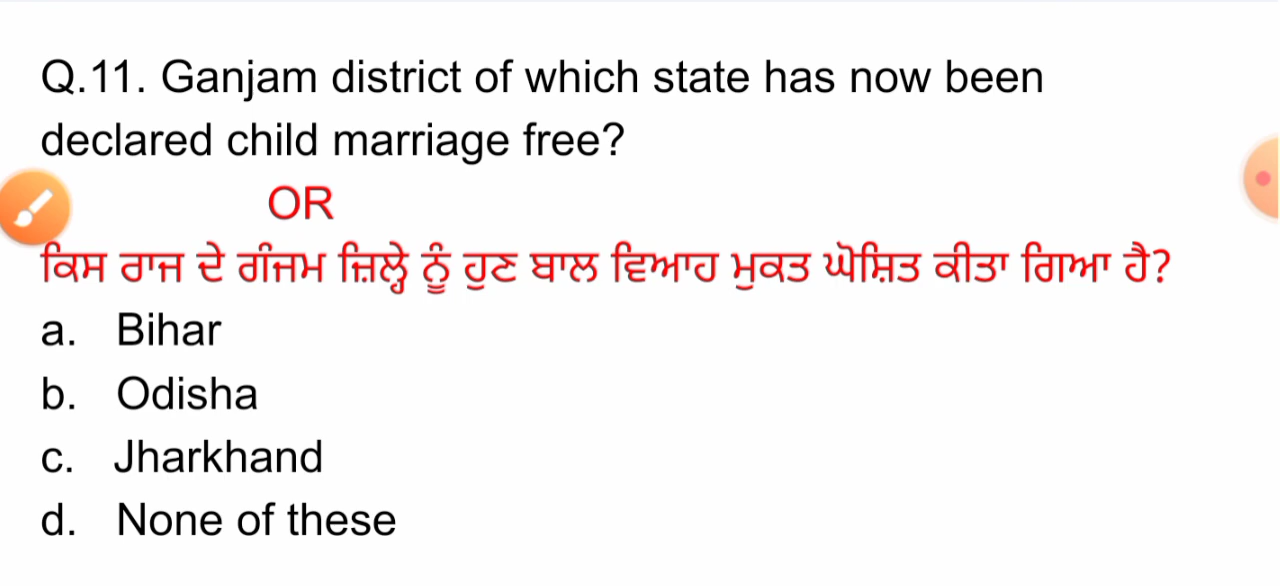 Q.11. Ganjam district of which state has now been
declared child marriage free?
OR
ਕਿਸ ਰਾਜ ਦੇ ਗੰਜਮ ਜ਼ਿਲ੍ਹੇ ਨੂੰ ਹੁਣ ਬਾਲ ਵਿਆਹ ਮੁਕਤ ਘੋਸ਼ਿਤ ਕੀਤਾ ਗਿਆ ਹੈ?
a. Bihar
b. Odisha
c. Jharkhand
d. None of these